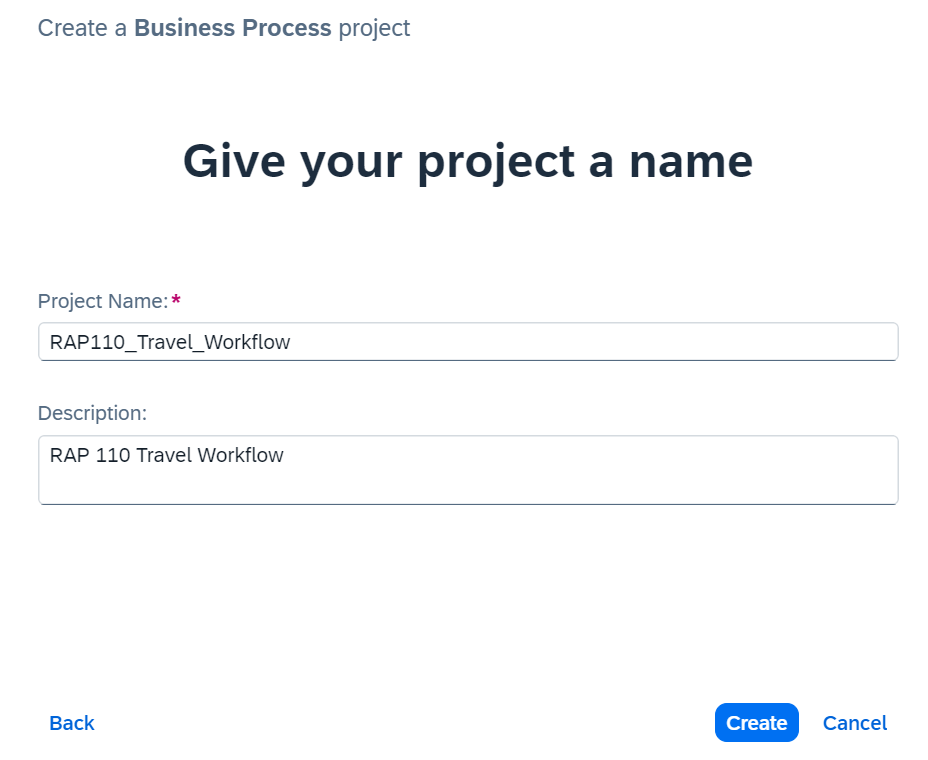 Create a Business Process project
Give your project a name
Project Name:*
RAP110_Travel_Workflow
Description:
RAP 110 Travel Workflow
Back Create Cancel